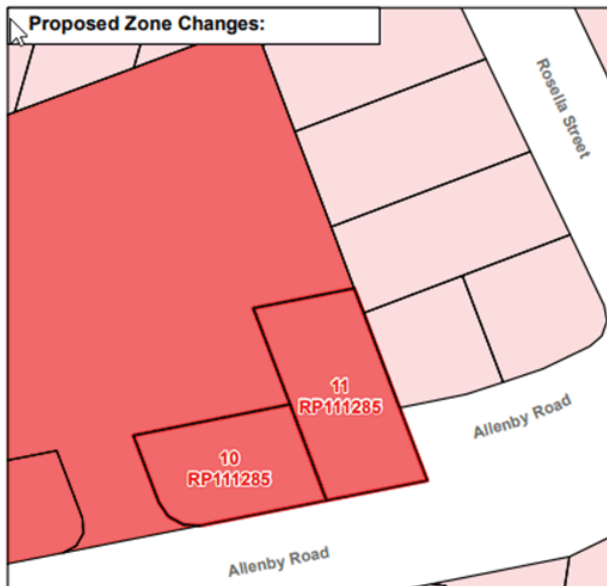 Proposed Zone Changes:
Rosella Street
11
RP111285
Allenby Road
10
RP111285
Allenby Road